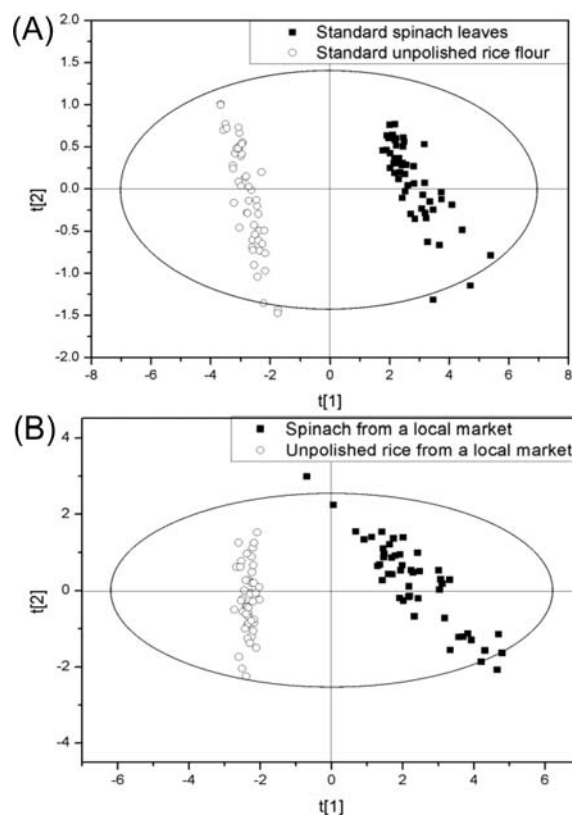 (A)
Standard spinach leaves
Standard unpolished rice flour
2.0
1.5
1.0
0.5
0.0
-0.5
-1.0
-1.5
-2.0
t[2]
-8 -6 -4 -2 0 2 4 6 8
t[1]
(B)
Spinach from a local market
Unpolished rice from a local market
4
2
0
-2
-4
t[2]
-6 -4 -2 0 2 4 6
t[1]